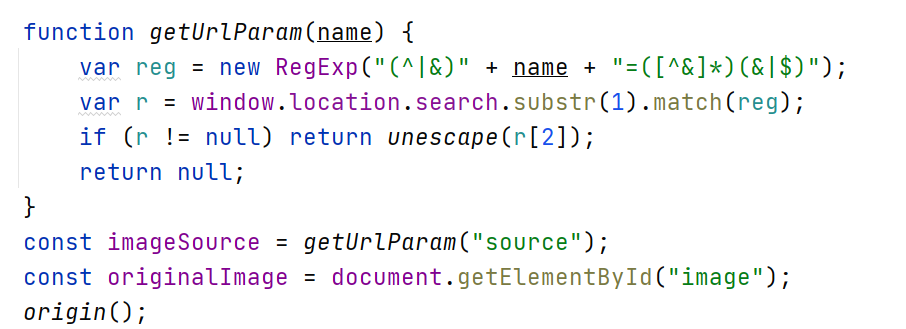 function getUrlParam(name) {
    var reg = new RegExp("(^|&)" + name + "=([^&]*)(&|$)");
    var r = window.location.search.substr(1).match(reg);
    if (r != null) return unescape(r[2]);
    return null;
}
const imageSource = getUrlParam("source");
const originalImage = document.getElementById("image");
origin();